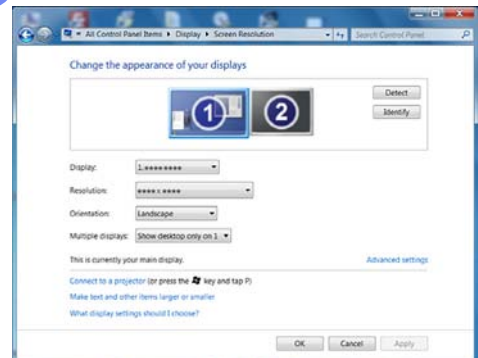 All Control Panel Items ▸ Display ▸ Screen Resolution
Search Control Panel
Change the appearance of your displays
1
2
Detect
Identify
Display: 1.********
Resolution: **** x ****
Orientation: Landscape
Multiple displays: Show desktop only on 1
This is currently your main display.
Advanced settings
Connect to a projector (or press the key and tap P)
Make text and other items larger or smaller
What display settings should I choose?
OK Cancel Apply